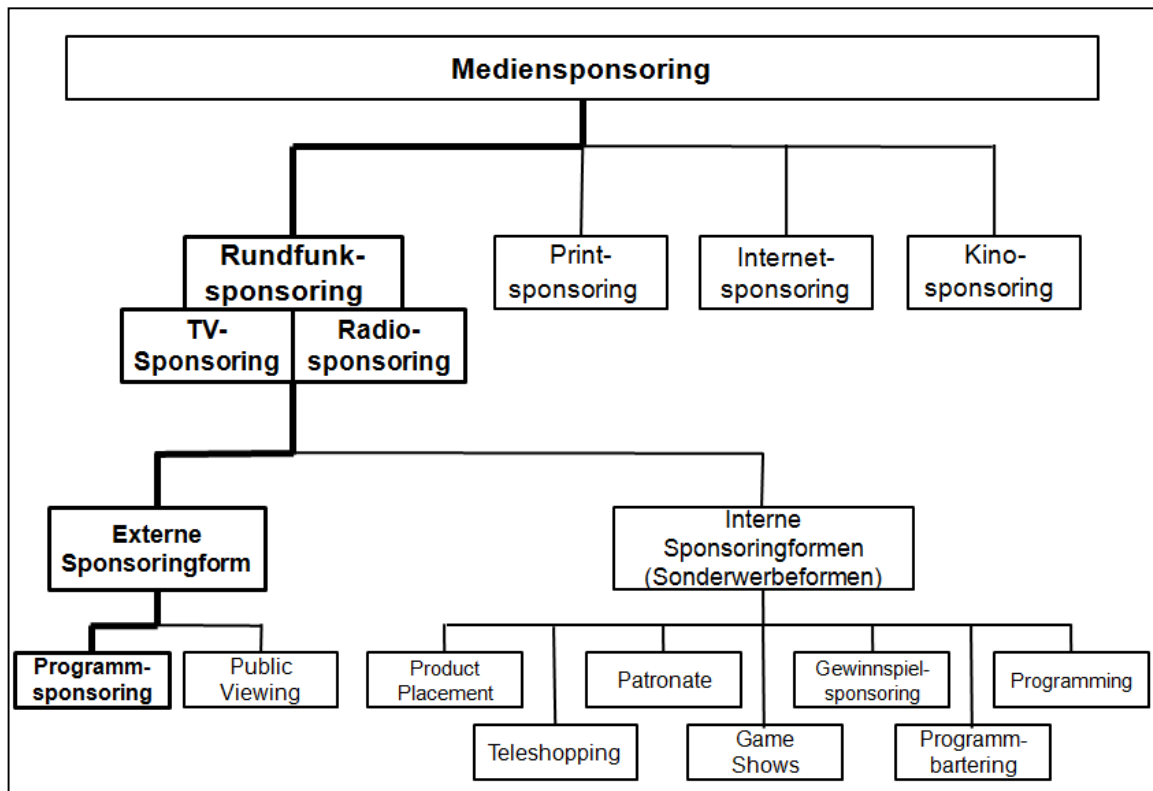 Mediensponsoring
Rundfunk-
sponsoring
Print-
sponsoring
Internet-
sponsoring
Kino-
sponsoring
TV-
Sponsoring
Radio-
sponsoring
Externe
Sponsoringform
Interne
Sponsoringformen
(Sonderwerbeformen)
Programm-
sponsoring
Public
Viewing
Product
Placement
Patronate
Gewinnspiel-
sponsoring
Programming
Teleshopping
Game
Shows
Programm-
bartering